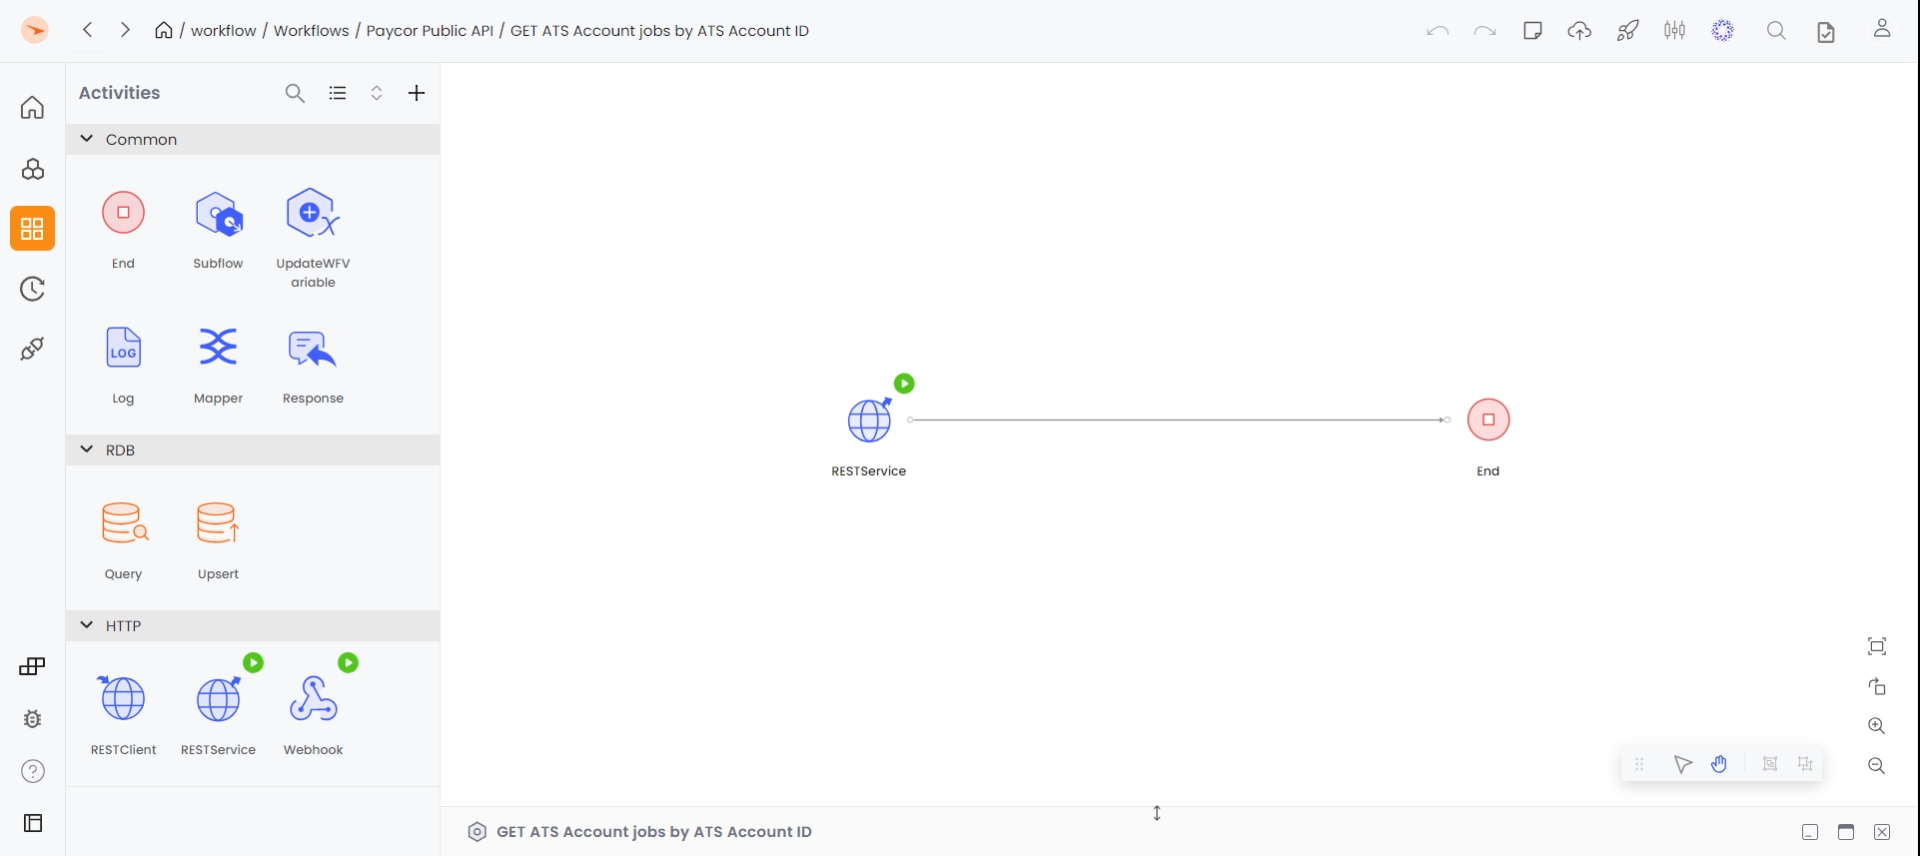 / workflow / Workflows / Paycor Public API / GET ATS Account jobs by ATS Account ID
Activities
Common
End
Subflow
UpdateWFV
ariable
LOG
Log
Mapper
Response
RDB
Query
Upsert
HTTP
RESTClient
RESTService
Webhook
RESTService
End
GET ATS Account jobs by ATS Account ID